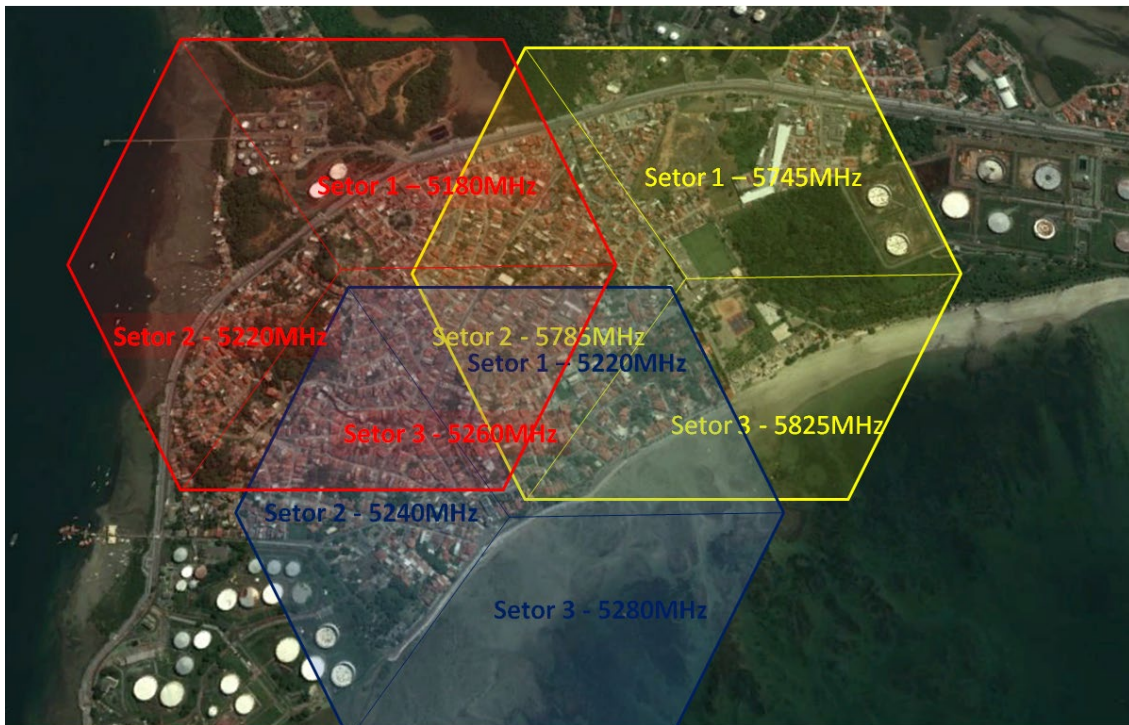 Setor 1 – 5180MHz
Setor 1 – 5745MHz
Setor 2 - 5220MHz
Setor 2 - 5785MHz
Setor 1 – 5220MHz
Setor 3 - 5260MHz
Setor 3 - 5825MHz
Setor 2 - 5240MHz
Setor 3 - 5280MHz